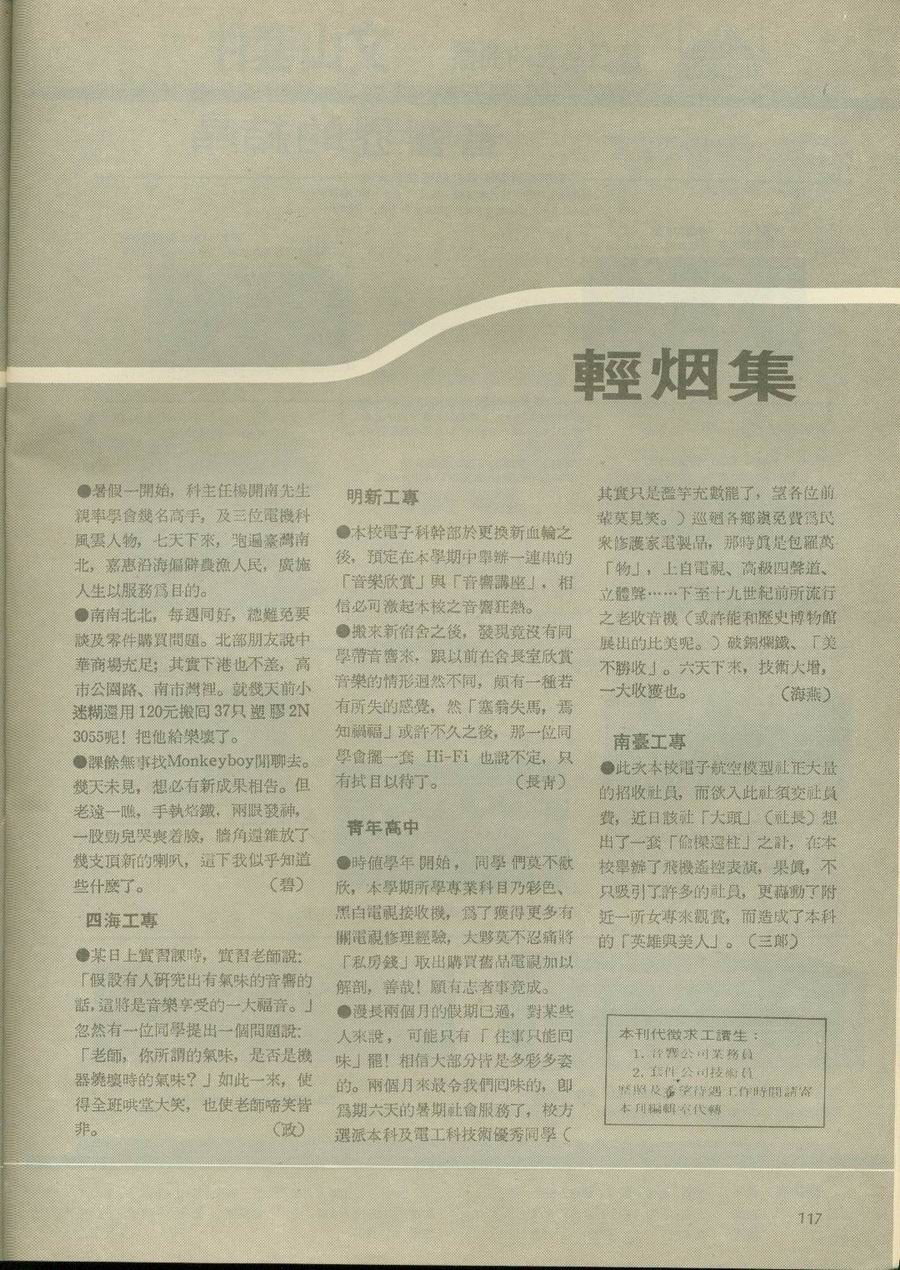 輕烟集
●暑假一開始，科主任楊開南先生
親率學會幾名高手，及三位電機科
風雲人物，七天下來，跑遍臺灣南
北，嘉惠沿海偏僻農漁人民，廣施
人生以服務為目的。
●南南北北，每遇同好，總難免要
談及零件購買問題。北部朋友說中
華商場充足；其實下港也不差，高
市公園路、南市灣裡。就幾天前小
迷糊還用120元搬回37只塑膠2N
3055呢！把他給樂壞了。
●課餘無事找Monkeyboy閒聊去。
幾天未見，想必有新成果相告。但
老遠一瞧，手執焰鐵，兩眼發神，
一股勁兒哭喪着臉，牆角還錐放了
幾支頂新的喇叭，這下我似乎知道
些什麼了。（碧）
四海工專
●某日上實習課時，實習老師說：
「假設有人研究出有氣味的音響的
話，這將是音樂享受的一大福音。」
忽然有一位同學提出一個問題說：
「老師，你所謂的氣味，是否是機
器燒壞時的氣味？」如此一來，使
得全班哄堂大笑，也使老師啼笑皆
非。（政）
明新工專
●本校電子科幹部於更換新血輪之
後，預定在本學期中舉辦一連串的
「音樂欣賞」與「音響講座」，相
信必可激起本校之音響狂熱。
●搬來新宿舍之後，發現竟沒有同
學帶音響來，跟以前在舍長室欣賞
音樂的情形迥然不同，頗有一種若
有所失的感覺，然「塞翁失馬，焉
知禍福」或許不久之後，那一位同
學會擺一套 Hi-Fi 也說不定，只
有拭目以待了。（長青）
青年高中
●時値學年開始，同學們莫不歡
欣，本學期所學專業科目乃彩色、
黑白電視接收機，為了獲得更多有
關電視修理經驗，大夥莫不忍痛將
「私房錢」取出購買舊品電視加以
解剖，善哉！願有志者事竟成。
●漫長兩個月的假期已過，對某些
人來說，可能只有「往事只能回
味」罷！相信大部分皆是多彩多姿
的。兩個月來最令我們回味的，卽
為期六天的暑期社會服務了，校方
選派本科及電工科技術優秀同學（
其實只是濫竽充數罷了，望各位前
輩莫見笑。）巡迴各鄉鎭免費為民
衆修護家電製品，那時眞是包羅萬
「物」，上自電視、高級四聲道、
立體聲……下至十九世紀前所流行
之老收音機（或許能和歷史博物館
展出的比美呢。）破銅爛鐵、「美
不勝收」。六天下來，技術大增，
一大收獲也。（海燕）
南臺工專
●此次本校電子航空模型社正大量
的招收社員，而欲入此社須交社員
費，近日該社「大頭」（社長）想
出了一套「偸樑還柱」之計，在本
校舉辦了飛機遙控表演，果眞，不
只吸引了許多的社員，更轟動了附
近一所女專來觀賞，而造成了本科
的「英雄與美人」。（三郎）
本刊代徵求工讀生：
1. 音響公司業務員
2. 套件公司技術員
歷照及希望待遇工作時間請寄
本刊編輯室代轉
117